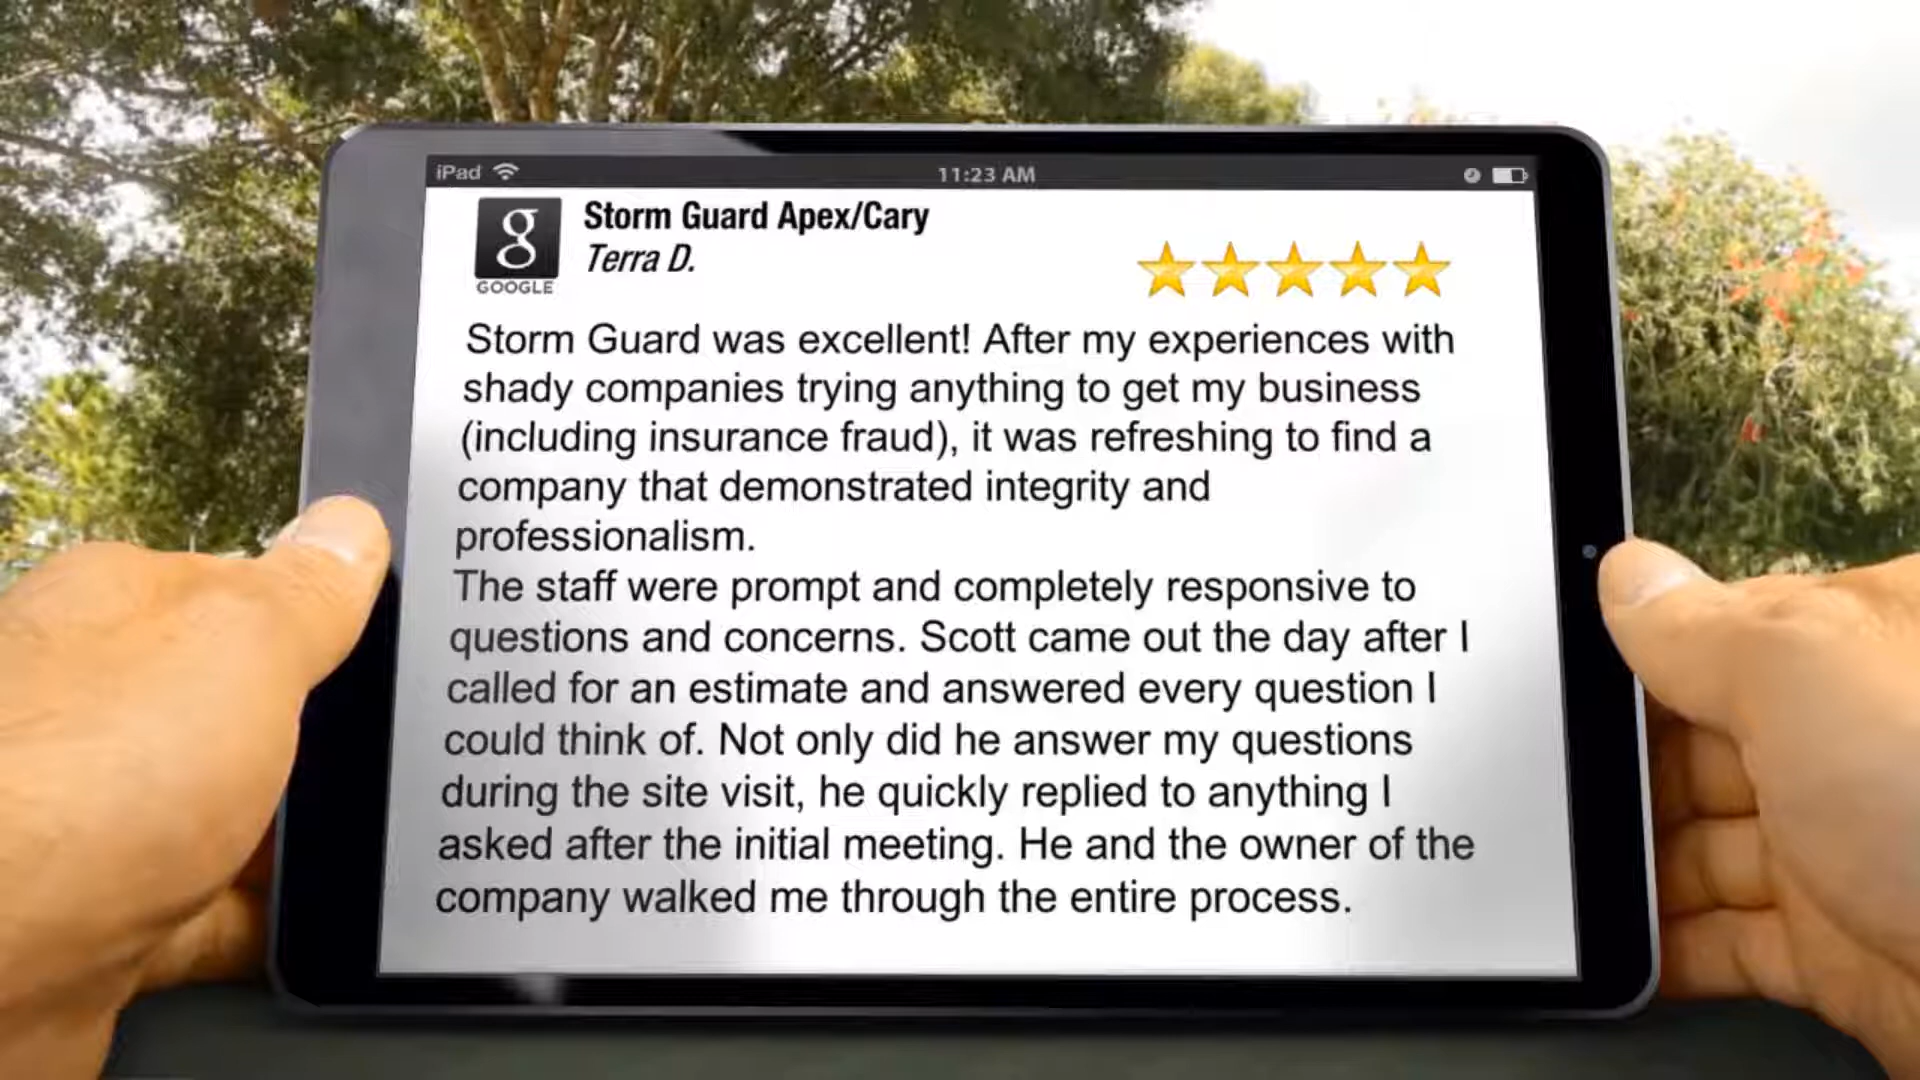 iPad
11:23 AM
g
GOOGLE
Storm Guard Apex/Cary
Terra D.
Storm Guard was excellent! After my experiences with
shady companies trying anything to get my business
(including insurance fraud), it was refreshing to find a
company that demonstrated integrity and
professionalism.
The staff were prompt and completely responsive to
questions and concerns. Scott came out the day after I
called for an estimate and answered every question I
could think of. Not only did he answer my questions
during the site visit, he quickly replied to anything I
asked after the initial meeting. He and the owner of the
company walked me through the entire process.